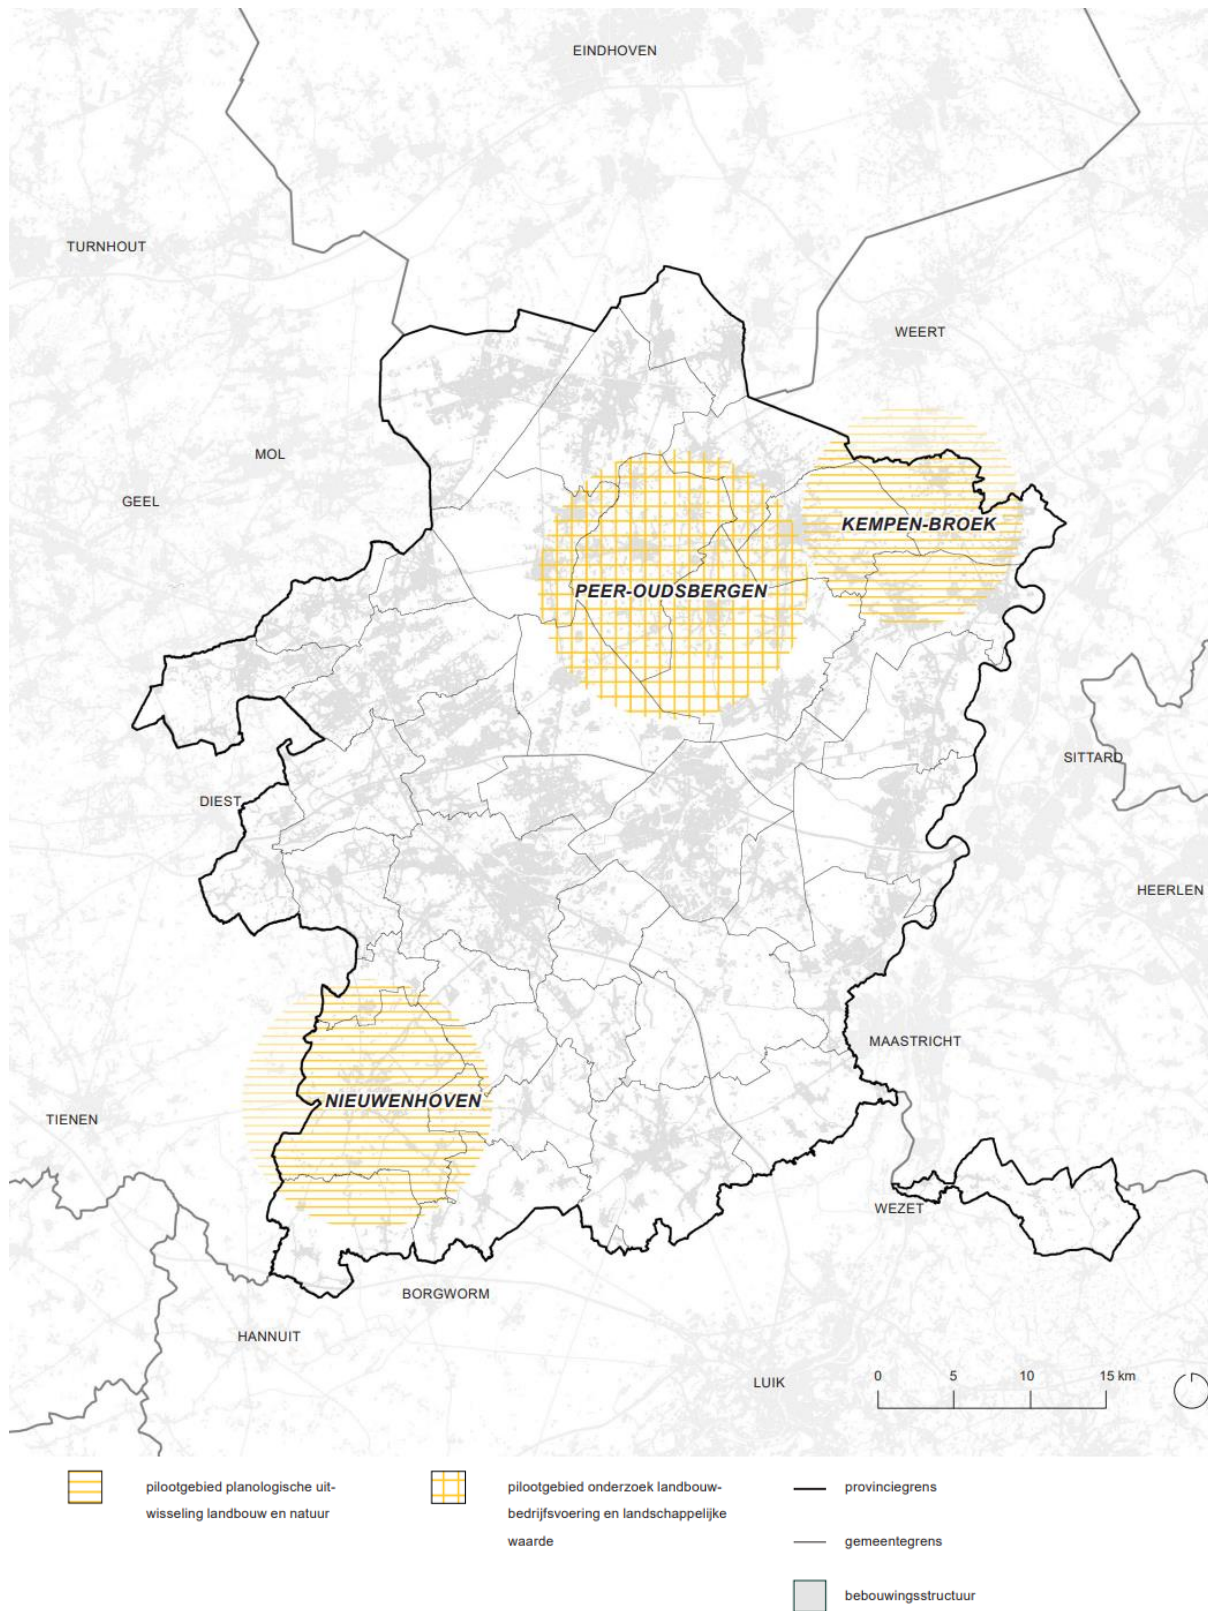 EINDHOVEN
TURNHOUT
WEERT
MOL
GEEL
KEMPEN-BROEK
PEER-OUDSBERGEN
SITTARD
DIEST
HEERLEN
MAASTRICHT
NIEUWENHOVEN
TIENEN
WEZET
BORGWORM
HANNUIT
LUIK
0 5 10 15 km
pilootgebied planologische uit-
wisseling landbouw en natuur
pilootgebied onderzoek landbouw-
bedrijfsvoering en landschappelijke
waarde
provinciegrens
gemeentegrens
bebouwingsstructuur